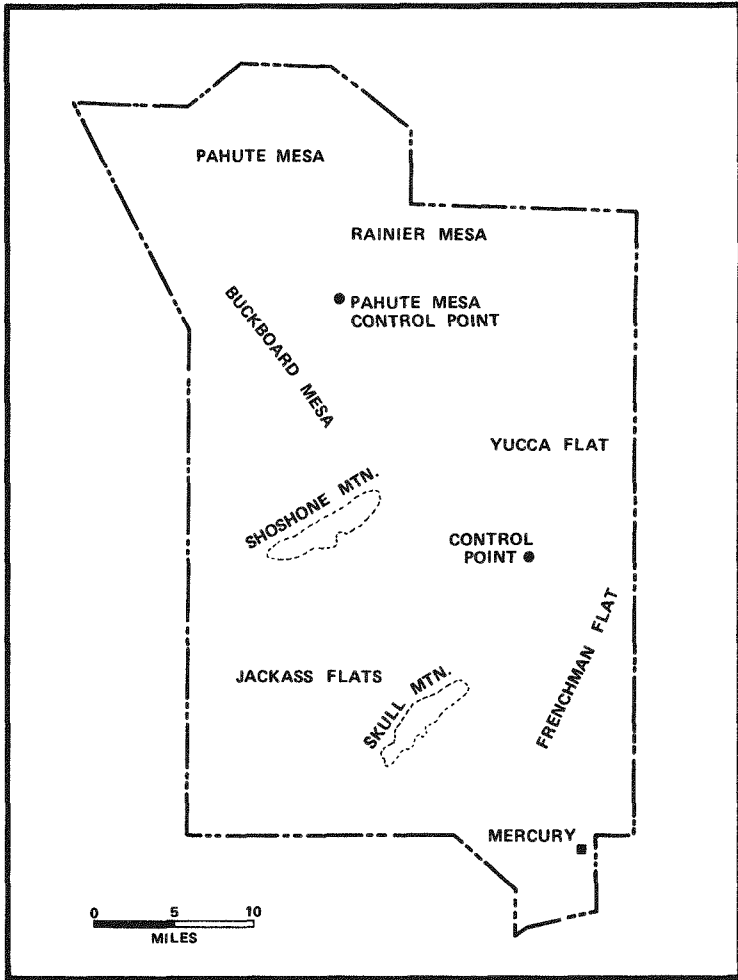 PAHUTE MESA
RAINIER MESA
PAHUTE MESA
CONTROL POINT
BUCKBOARD MESA
YUCCA FLAT
SHOSHONE MTN.
CONTROL
POINT
FRENCHMAN FLAT
JACKASS FLATS
SKULL MTN.
MERCURY
0 5 10
MILES